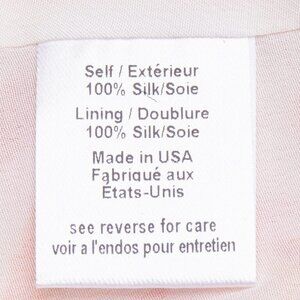 Self / Extérieur
100% Silk/Soie
Lining / Doublure
100% Silk/Soie
Made in USA
Fabriqué aux
États-Unis
see reverse for care
voir a l'endos pour entretien